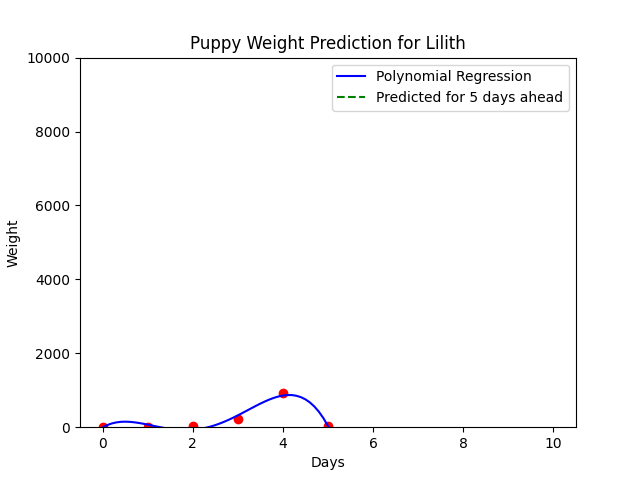 Puppy Weight Prediction for Lilith
Polynomial Regression
Predicted for 5 days ahead
10000
8000
6000
4000
2000
0
Weight
0 2 4 6 8 10
Days